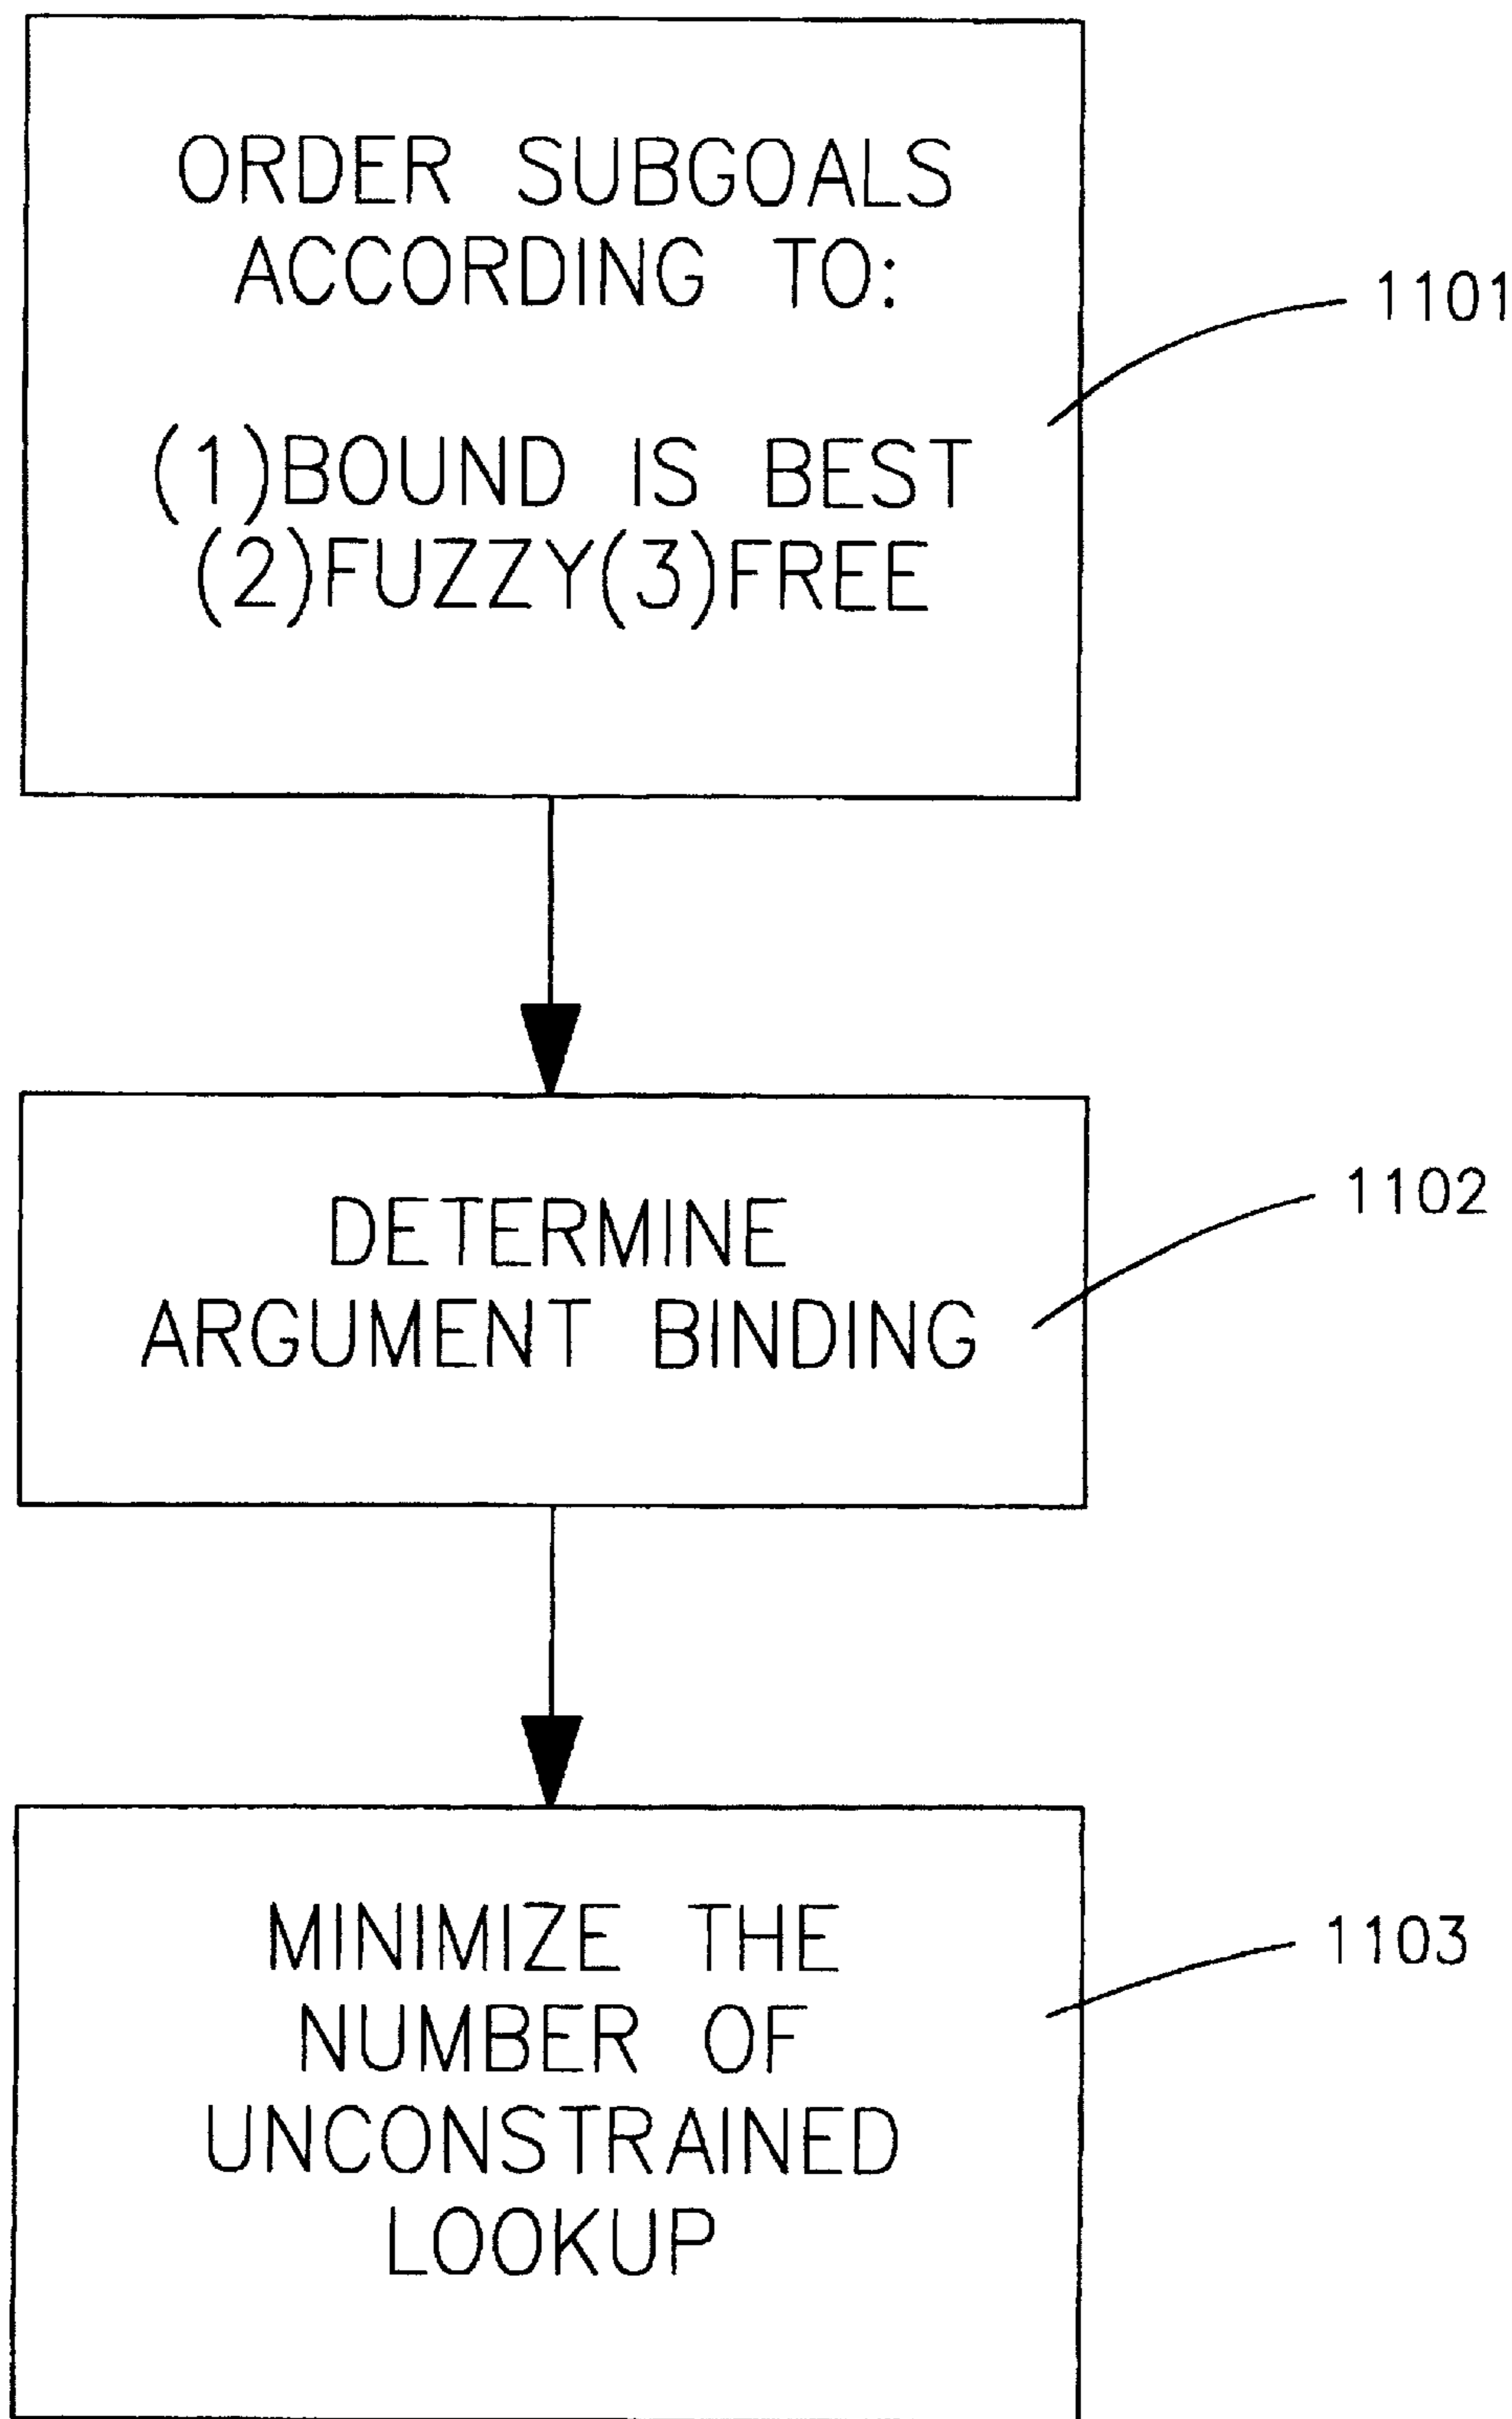 ORDER SUBGOALS
ACCORDING TO:
1101
(1)BOUND IS BEST
(2)FUZZY(3)FREE
DETERMINE
1102
ARGUMENT BINDING
MINIMIZE THE
1103
NUMBER OF
UNCONSTRAINED
LOOKUP